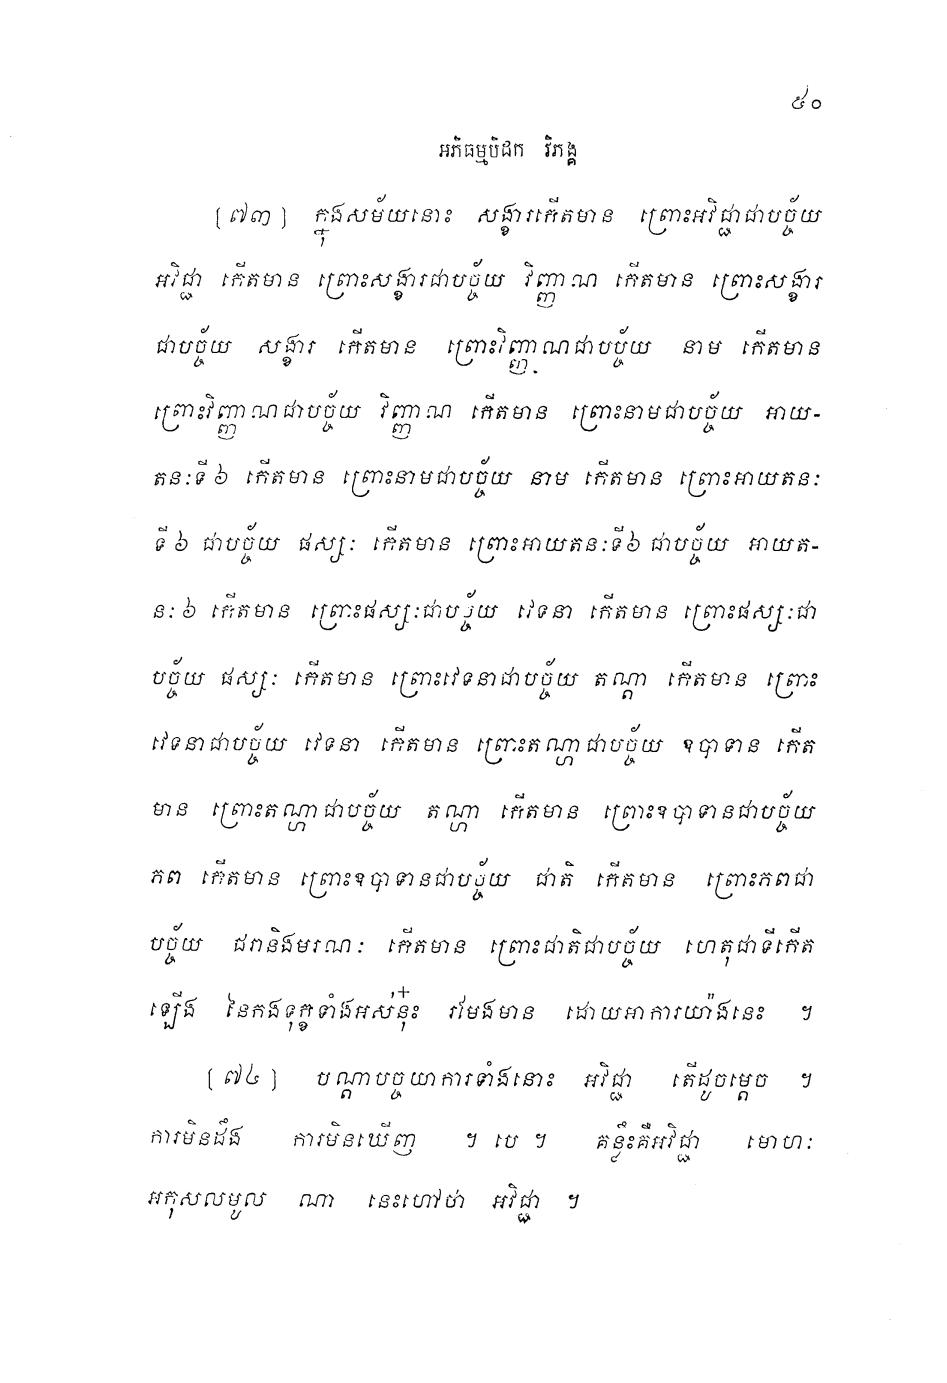 ៥០
អភិធម្មបិដក វិភង្គ
[៧៣] ក្នុងសម័យនោះ សង្ខារកើតមាន ព្រោះអវិជ្ជាជាបច្ច័យ
អវិជ្ជា កើតមាន ព្រោះសង្ខារជាបច្ច័យ វិញ្ញាណ កើតមាន ព្រោះសង្ខារ
ជាបច្ច័យ សង្ខារ កើតមាន ព្រោះវិញ្ញាណជាបច្ច័យ នាម កើតមាន
ព្រោះវិញ្ញាណជាបច្ច័យ វិញ្ញាណ កើតមាន ព្រោះនាមជាបច្ច័យ អាយ-
តនៈទី៦ កើតមាន ព្រោះនាមជាបច្ច័យ នាម កើតមាន ព្រោះអាយតនៈ
ទី៦ ជាបច្ច័យ ផស្សៈ កើតមាន ព្រោះអាយតនៈទី៦ ជាបច្ច័យ អាយត-
នៈ៦ កើតមាន ព្រោះផស្សៈជាបច្ច័យ វេទនា កើតមាន ព្រោះផស្សៈជា
បច្ច័យ ផស្សៈ កើតមាន ព្រោះវេទនាជាបច្ច័យ តណ្ហា កើតមាន ព្រោះ
វេទនាជាបច្ច័យ វេទនា កើតមាន ព្រោះតណ្ហាជាបច្ច័យ ឧបាទាន កើត
មាន ព្រោះតណ្ហាជាបច្ច័យ តណ្ហា កើតមាន ព្រោះឧបាទានជាបច្ច័យ
ភព កើតមាន ព្រោះឧបាទានជាបច្ច័យ ជាតិ កើតមាន ព្រោះភពជា
បច្ច័យ ជរានិងមរណៈ កើតមាន ព្រោះជាតិជាបច្ច័យ ហេតុជាទីកើត
ឡើង នៃកងទុក្ខទាំងអស់នុ៎ះ រមែងមាន ដោយអាការយ៉ាងនេះ ។
[៧៤] បណ្តាបច្ចយាការទាំងនោះ អវិជ្ជា តើដូចម្តេច ។
ការមិនដឹង ការមិនឃើញ ។ បេ ។ គន្លឹះគឺអវិជ្ជា មោហៈ
អកុសលមូល ណា នេះហៅថា អវិជ្ជា ។